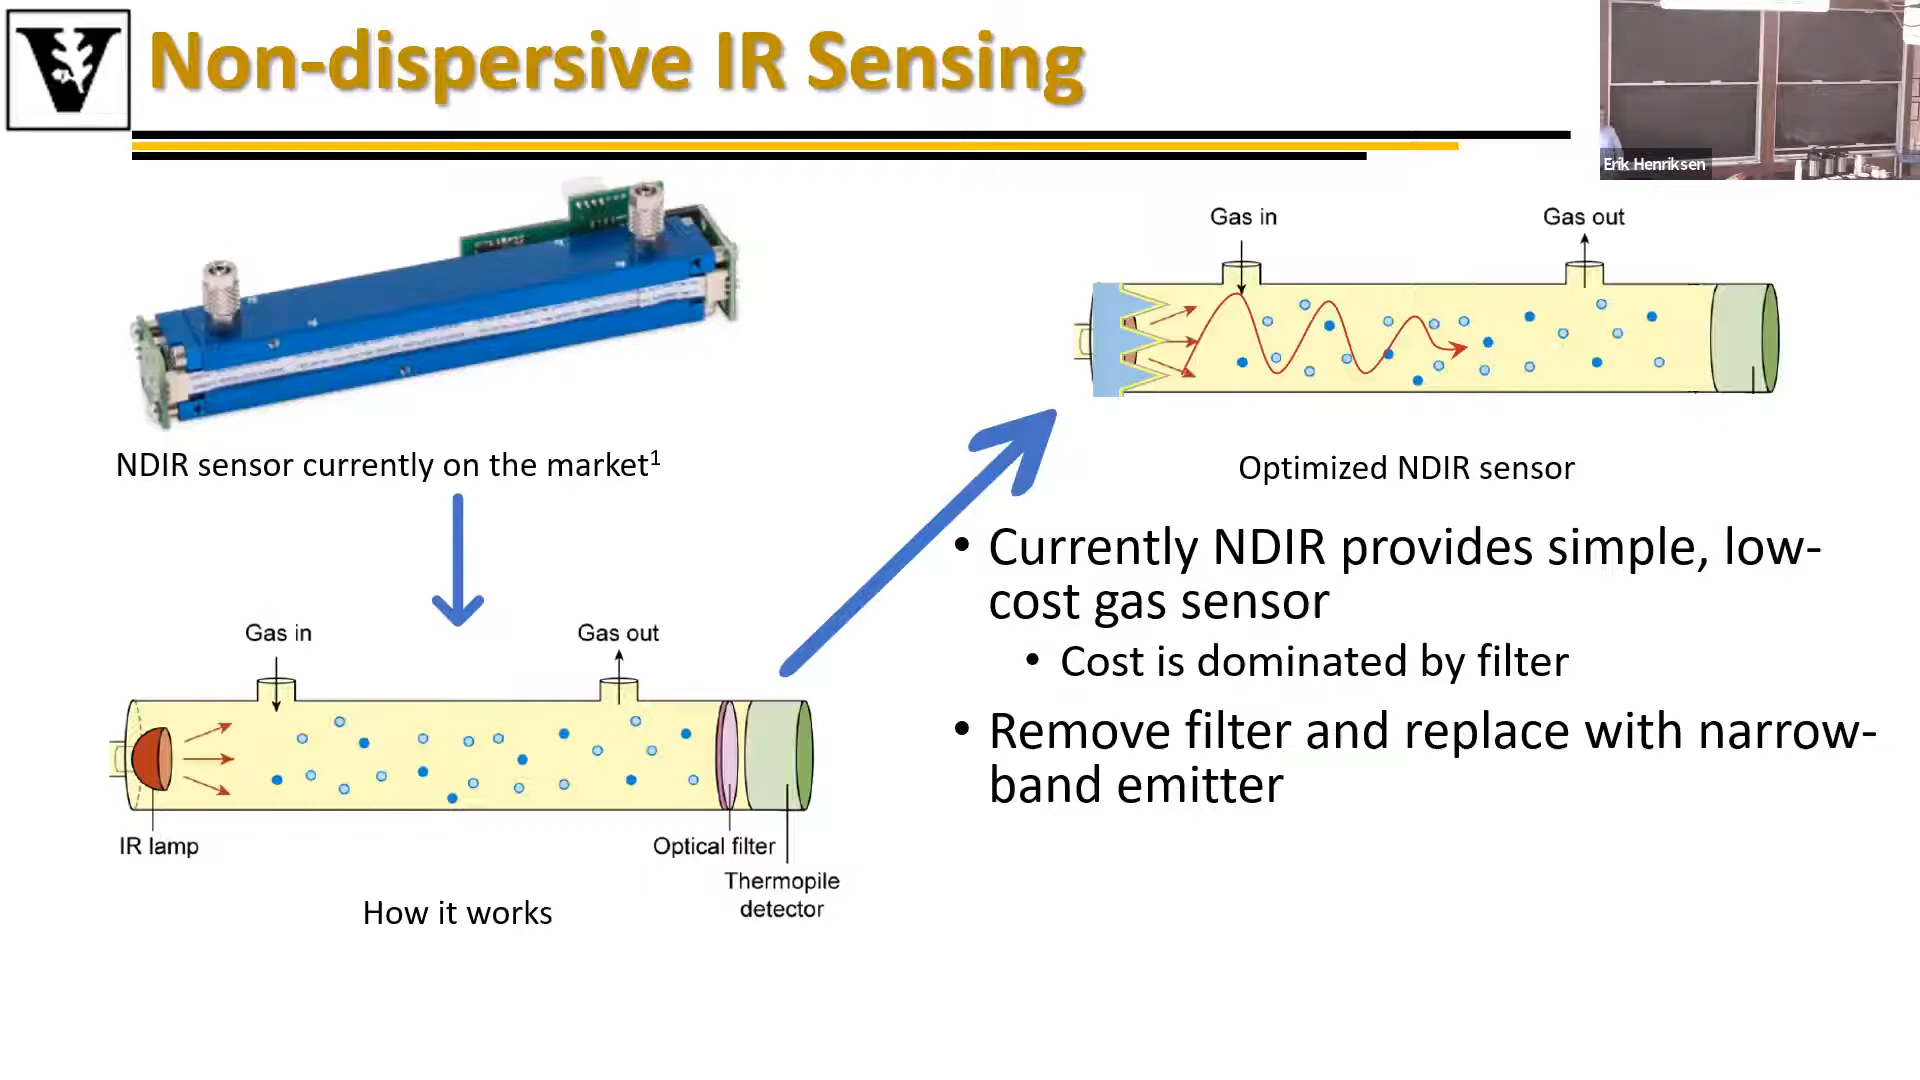 Non-dispersive IR Sensing
Erik Henriksen
NDIR sensor currently on the market¹
Gas in
Gas out
IR lamp
Optical filter
Thermopile
detector
How it works
Gas in
Gas out
Optimized NDIR sensor
• Currently NDIR provides simple, low-
cost gas sensor
• Cost is dominated by filter
• Remove filter and replace with narrow-
band emitter